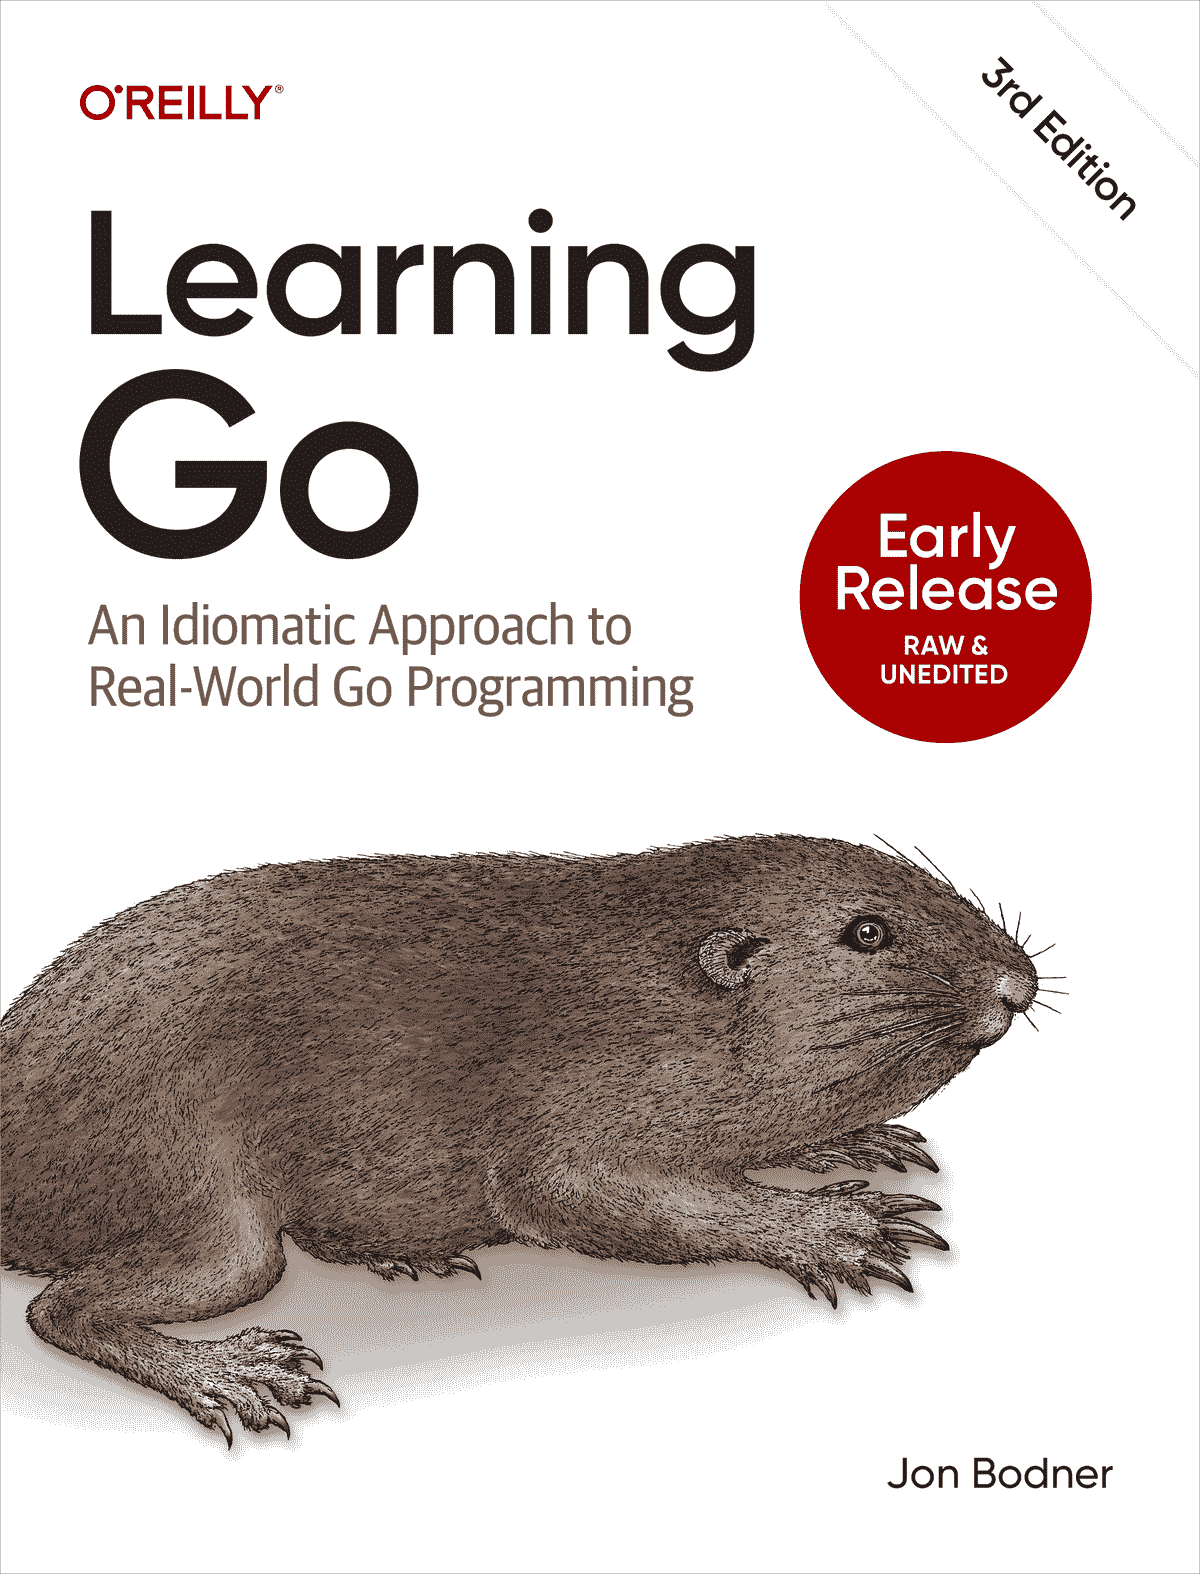 O'REILLY®
3rd Edition
Learning
Go
An Idiomatic Approach to
Real-World Go Programming
Early
Release
RAW &
UNEDITED
Jon Bodner